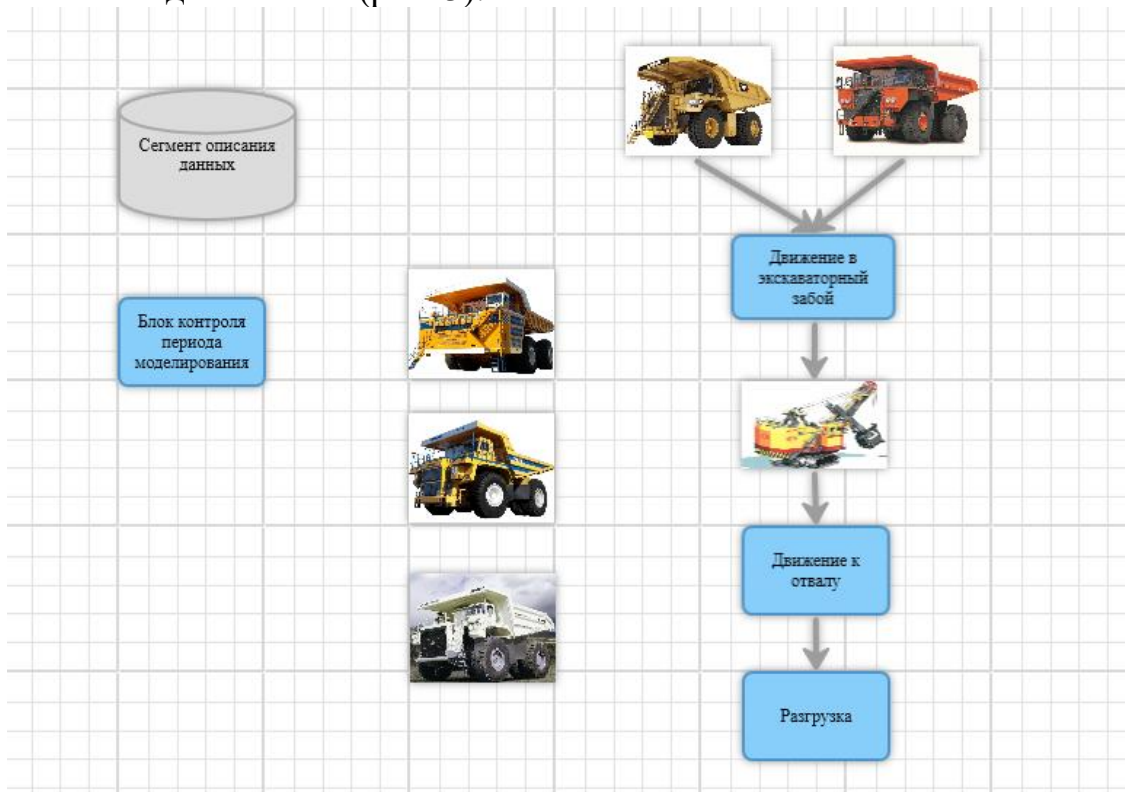 Сегмент описания
данных
Движение в
экскаваторный
забой
Блок контроля
периода
моделирования
Движение к
отвалу
Разгрузка